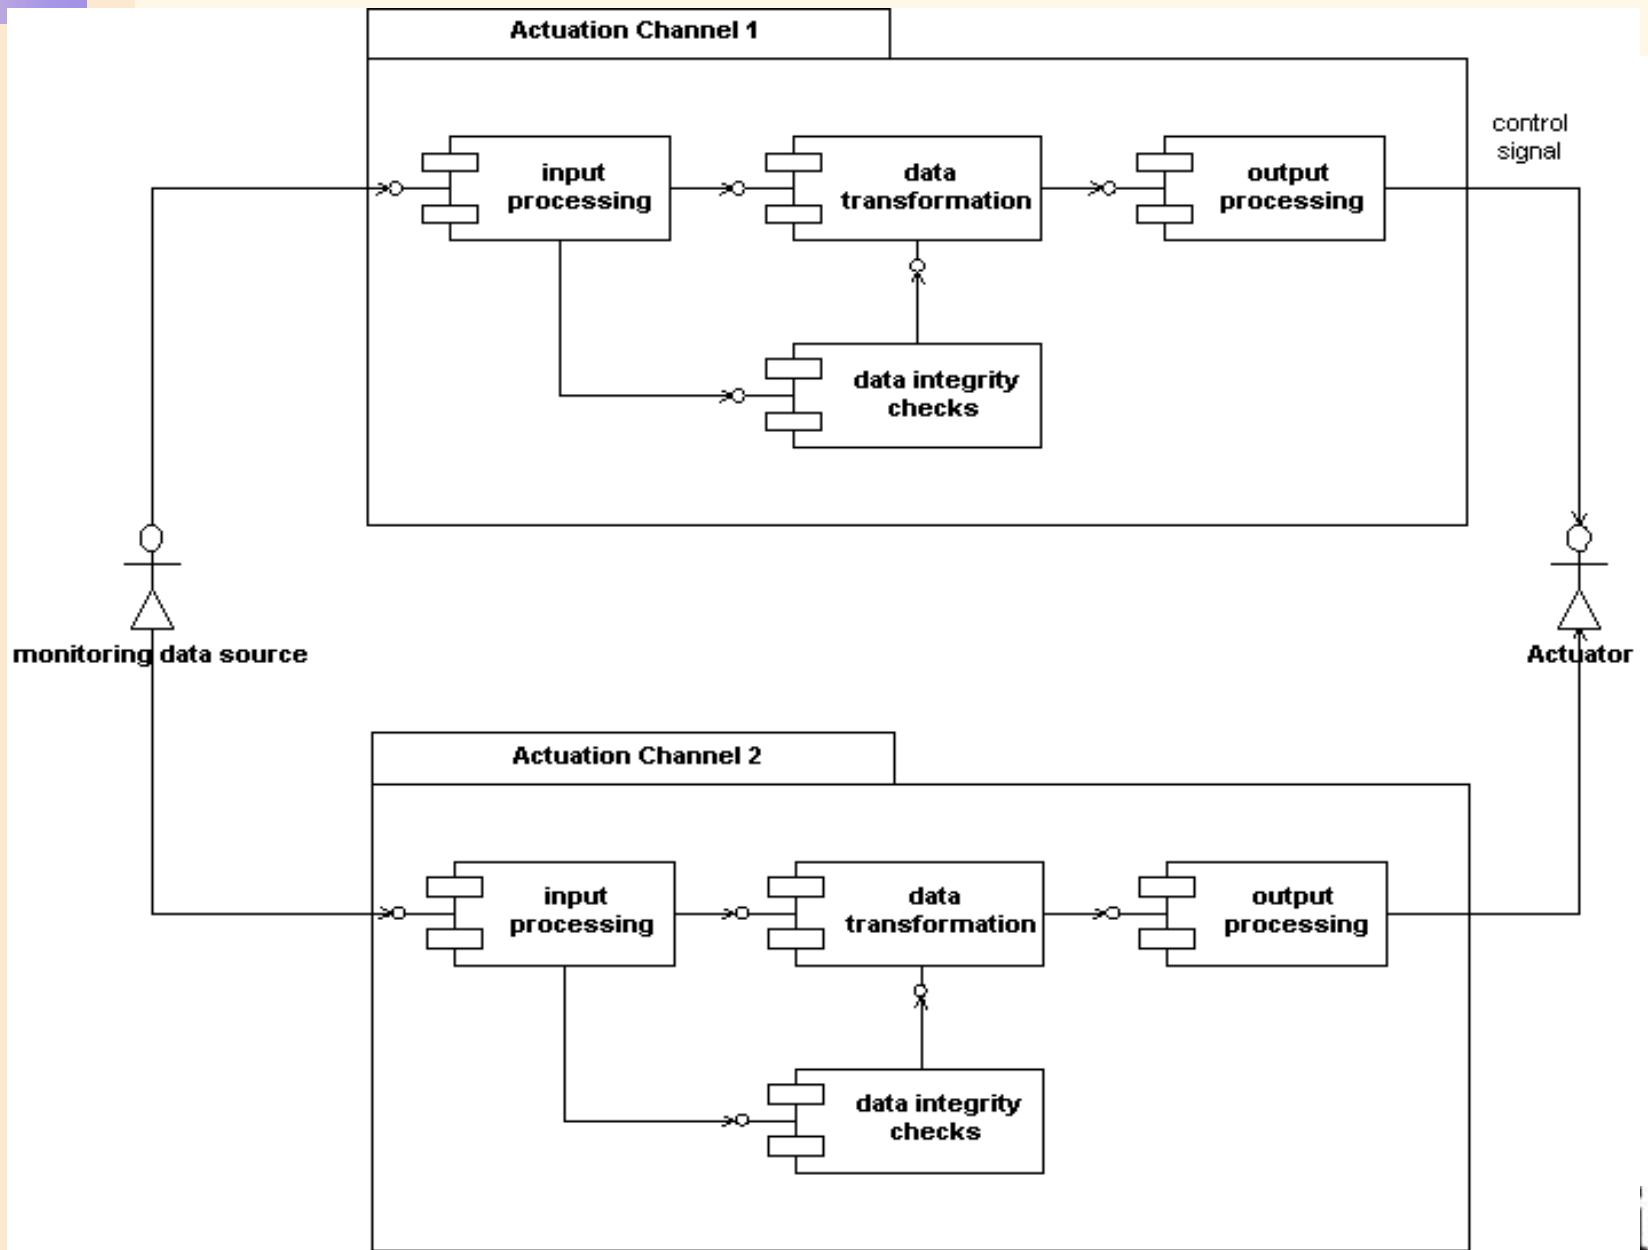 Actuation Channel 1
control
signal
input
processing
data
transformation
output
processing
data integrity
checks
monitoring data source
Actuator
Actuation Channel 2
input
processing
data
transformation
output
processing
data integrity
checks